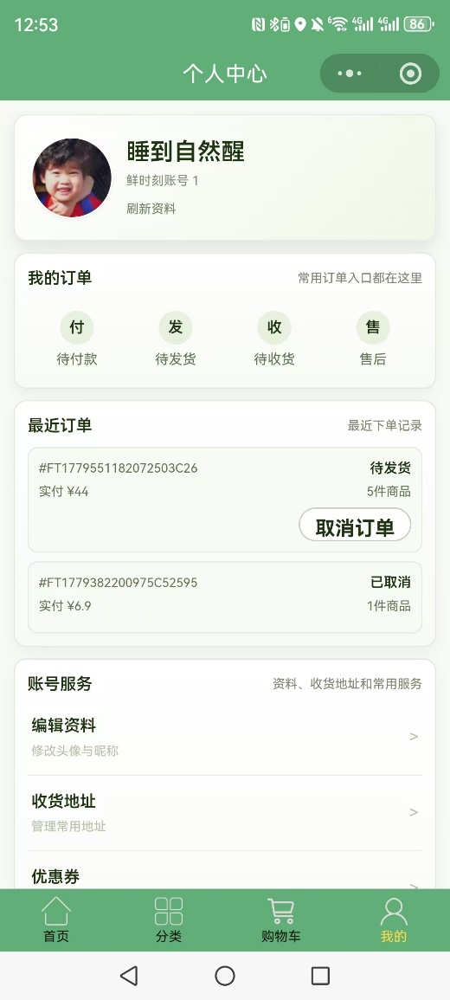 12:53
6 4G 4G 86
个人中心
睡到自然醒
鲜时刻账号 1
刷新资料
我的订单
常用订单入口都在这里
付 发 收 售
待付款 待发货 待收货 售后
最近订单
最近下单记录
#FT1779551182072503C26
待发货
实付 ¥44
5件商品
取消订单
#FT1779382200975C52595
已取消
实付 ¥6.9
1件商品
账号服务
资料、收货地址和常用服务
编辑资料
修改头像与昵称
>
收货地址
管理常用地址
>
优惠券
首页 分类 购物车 我的